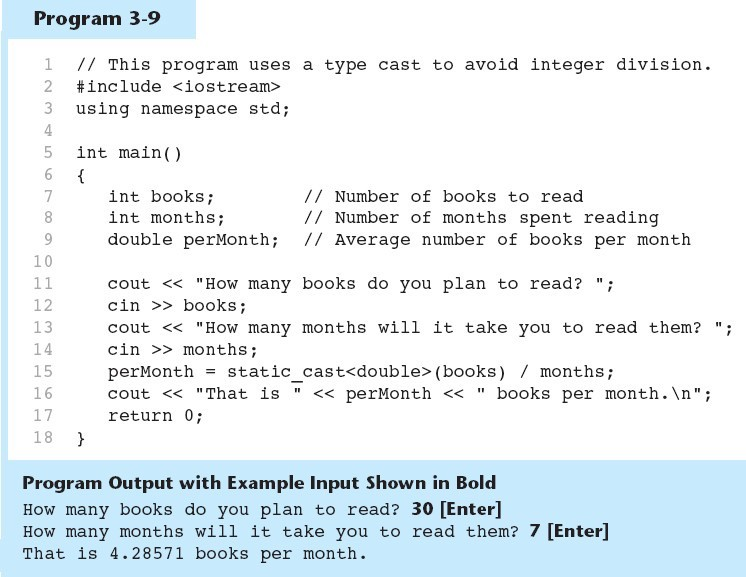 Program 3-9
1 // This program uses a type cast to avoid integer division.
2 #include <iostream>
3 using namespace std;
4
5 int main()
6 {
7    int books;         // Number of books to read
8    int months;        // Number of months spent reading
9    double perMonth;   // Average number of books per month
10
11    cout << "How many books do you plan to read? ";
12    cin >> books;
13    cout << "How many months will it take you to read them? ";
14    cin >> months;
15    perMonth = static_cast<double>(books) / months;
16    cout << "That is " << perMonth << " books per month.\n";
17    return 0;
18 }
Program Output with Example Input Shown in Bold
How many books do you plan to read? 30 [Enter]
How many months will it take you to read them? 7 [Enter]
That is 4.28571 books per month.